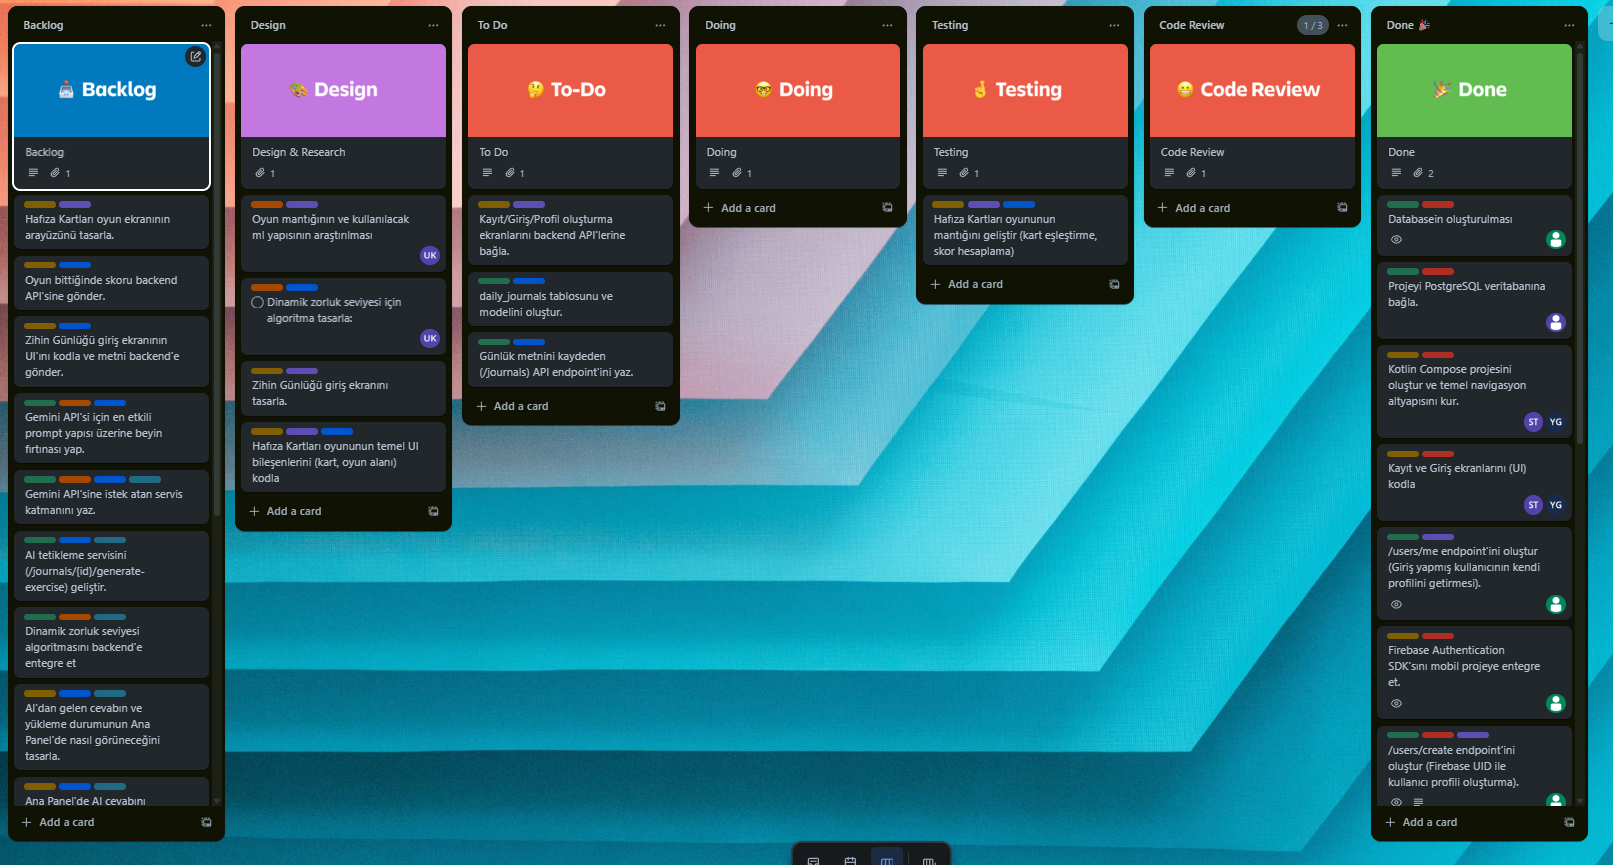 Backlog
Backlog
Backlog
1
Hafıza Kartları oyun ekranının
arayüzünü tasarla.
Oyun bittiğinde skoru backend
API'sine gönder.
Zihin Günlüğü giriş ekranının
UI'ını kodla ve metni backend'e
gönder.
Gemini API'si için en etkili
prompt yapısı üzerine beyin
fırtınası yap.
Gemini API'sine istek atan servis
katmanını yaz.
AI tetikleme servisini
(/journals/{id}/generate-
exercise) geliştir.
Dinamik zorluk seviyesi
algoritmasını backend'e
entegre et
AI'dan gelen cevabın ve
yükleme durumunun Ana
Panel'de nasıl görüneceğini
tasarla.
Ana Panel'de AI cevabını
Add a card
Design
Design
Design & Research
1
Oyun mantığının ve kullanılacak
ml yapısının araştırılması
UK
Dinamik zorluk seviyesi için
algoritma tasarla:
UK
Zihin Günlüğü giriş ekranını
tasarla.
Hafıza Kartları oyununun temel UI
bileşenlerini (kart, oyun alanı)
kodla
Add a card
To Do
To-Do
To Do
1
Kayıt/Giriş/Profil oluşturma
ekranlarını backend API'lerine
bağla.
daily_journals tablosunu ve
modelini oluştur.
Günlük metnini kaydeden
(/journals) API endpoint'ini yaz.
Add a card
Doing
Doing
Doing
1
Add a card
Testing
Testing
Testing
1
Hafıza Kartları oyununun
mantığını geliştir (kart eşleştirme,
skor hesaplama)
Add a card
Code Review
1 / 3
Code Review
Code Review
1
Add a card
Done 🎉
Done
Done
2
Databasein oluşturulması
Projeyi PostgreSQL veritabanına
bağla.
Kotlin Compose projesini
oluştur ve temel navigasyon
altyapısını kur.
ST YG
Kayıt ve Giriş ekranlarını (UI)
kodla
ST YG
/users/me endpoint'ini oluştur
(Giriş yapmış kullanıcının kendi
profilini getirmesi).
Firebase Authentication
SDK'sını mobil projeye entegre
et.
/users/create endpoint'ini
oluştur (Firebase UID ile
kullanıcı profili oluşturma).
Add a card